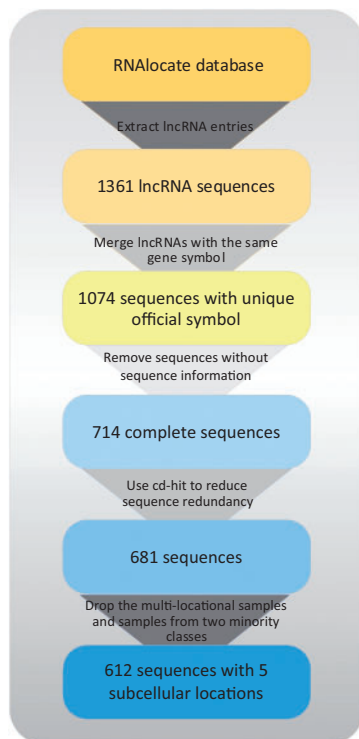 RNAlocate database
Extract lncRNA entries
1361 lncRNA sequences
Merge lncRNAs with the same
gene symbol
1074 sequences with unique
official symbol
Remove sequences without
sequence information
714 complete sequences
Use cd-hit to reduce
sequence redundancy
681 sequences
Drop the multi-locational samples
and samples from two minority
classes
612 sequences with 5
subcellular locations